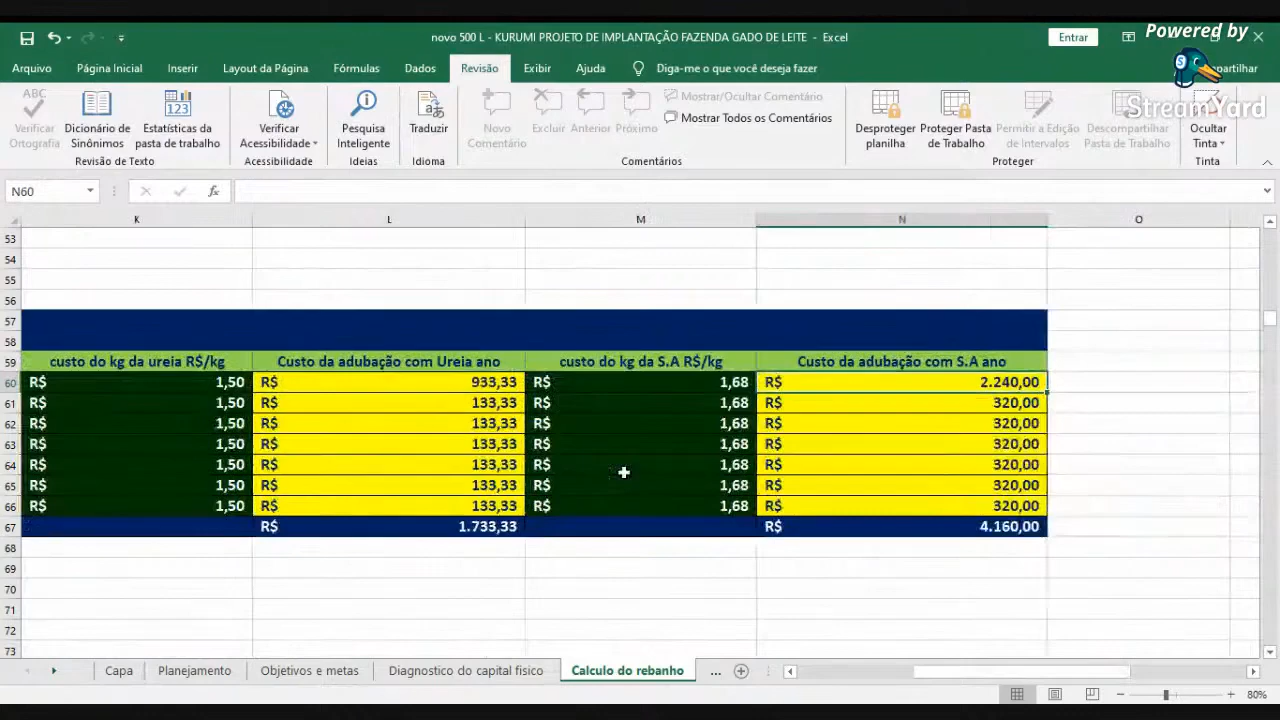 Powered by
StreamYard
novo 500 L - KURUMI PROJETO DE IMPLANTAÇÃO FAZENDA GADO DE LEITE - Excel
Entrar
Arquivo Página Inicial Inserir Layout da Página Fórmulas Dados Revisão Exibir Ajuda Diga-me o que você deseja fazer partilhar
Verificar Ortografia
Dicionário de Sinônimos
Estatísticas da pasta de trabalho
Revisão de Texto
Verificar Acessibilidade
Acessibilidade
Pesquisa Inteligente
Ideias
Traduzir
Idioma
Novo Comentário
Excluir Anterior Próximo
Mostrar/Ocultar Comentário
Mostrar Todos os Comentários
Comentários
Desproteger planilha
Proteger Pasta de Trabalho
Permitir a Edição de Intervalos
Descompartilhar Pasta de Trabalho
Proteger
Ocultar Tinta
Tinta
N60 fx
K L M N O
53
54
55
56
57
58
59 custo do kg da ureia R$/kg Custo da adubação com Ureia ano custo do kg da S.A R$/kg Custo da adubação com S.A ano
60 R$ 1,50 R$ 933,33 R$ 1,68 R$ 2.240,00
61 R$ 1,50 R$ 133,33 R$ 1,68 R$ 320,00
62 R$ 1,50 R$ 133,33 R$ 1,68 R$ 320,00
63 R$ 1,50 R$ 133,33 R$ 1,68 R$ 320,00
64 R$ 1,50 R$ 133,33 R$ 1,68 R$ 320,00
65 R$ 1,50 R$ 133,33 R$ 1,68 R$ 320,00
66 R$ 1,50 R$ 133,33 R$ 1,68 R$ 320,00
67 R$ 1.733,33 R$ 4.160,00
68
69
70
71
72
73
Capa Planejamento Objetivos e metas Diagnostico do capital fisico Calculo do rebanho ...
80%